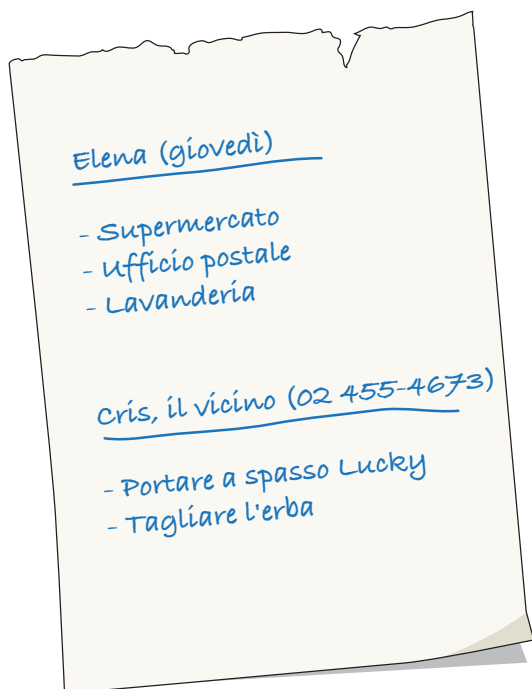 Elena (giovedì)
- Supermercato
- Ufficio postale
- Lavanderia
Cris, il vicino (02 455-4673)
- Portare a spasso Lucky
- Tagliare l'erba